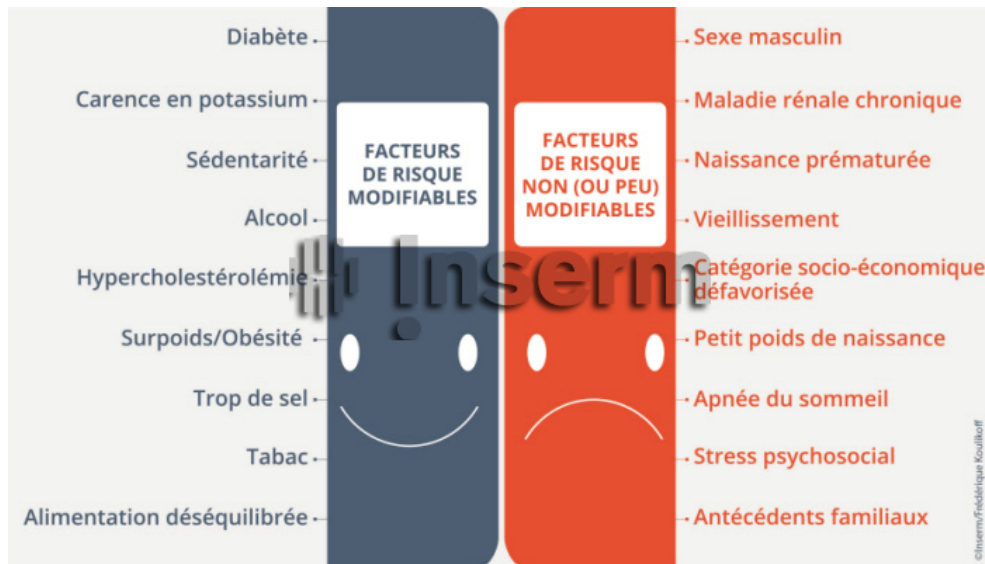 Diabète
Carence en potassium
Sédentarité
Alcool
Hypercholestérolémie
Surpoids/Obésité
Trop de sel
Tabac
Alimentation déséquilibrée
FACTEURS
DE RISQUE
MODIFIABLES
FACTEURS
DE RISQUE
NON (OU PEU)
MODIFIABLES
Inserm
Sexe masculin
Maladie rénale chronique
Naissance prématurée
Vieillissement
Catégorie socio-économique
défavorisée
Petit poids de naissance
Apnée du sommeil
Stress psychosocial
Antécédents familiaux
©Inserm/Frédérique Koulikoff